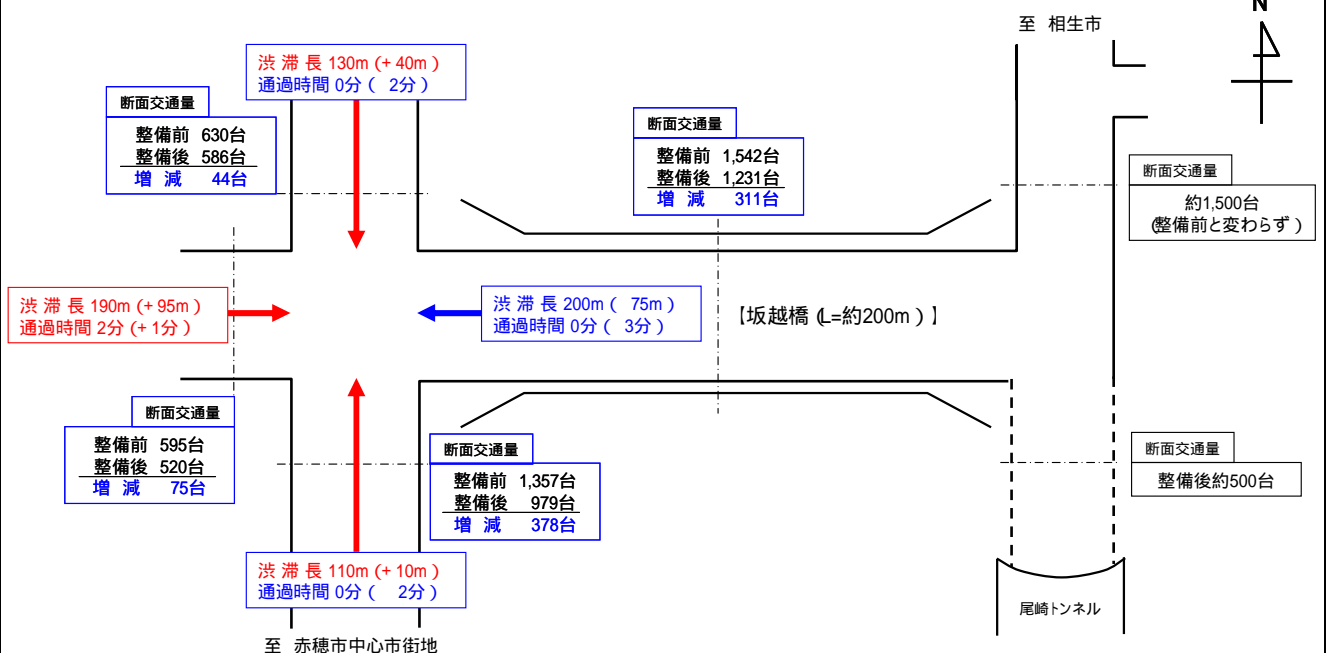 N
至 相生市
渋 滞 長 130m (+ 40m)
通過時間 0分 ( 2分)
断面交通量
整備前 630台
整備後 586台
増 減 44台
断面交通量
整備前 1,542台
整備後 1,231台
増 減 311台
断面交通量
約1,500台
(整備前と変わらず )
渋 滞 長 190m (+ 95m )
通過時間 2分 (+ 1分 )
渋 滞 長 200m ( 75m )
通過時間 0分 ( 3分 )
【坂越橋 (L=約200m ) 】
断面交通量
整備前 595台
整備後 520台
増 減 75台
断面交通量
整備前 1,357台
整備後 979台
増 減 378台
断面交通量
整備後約500台
渋 滞 長 110m (+ 10m )
通過時間 0分 ( 2分 )
尾崎トンネル
至 赤穂市中心市街地